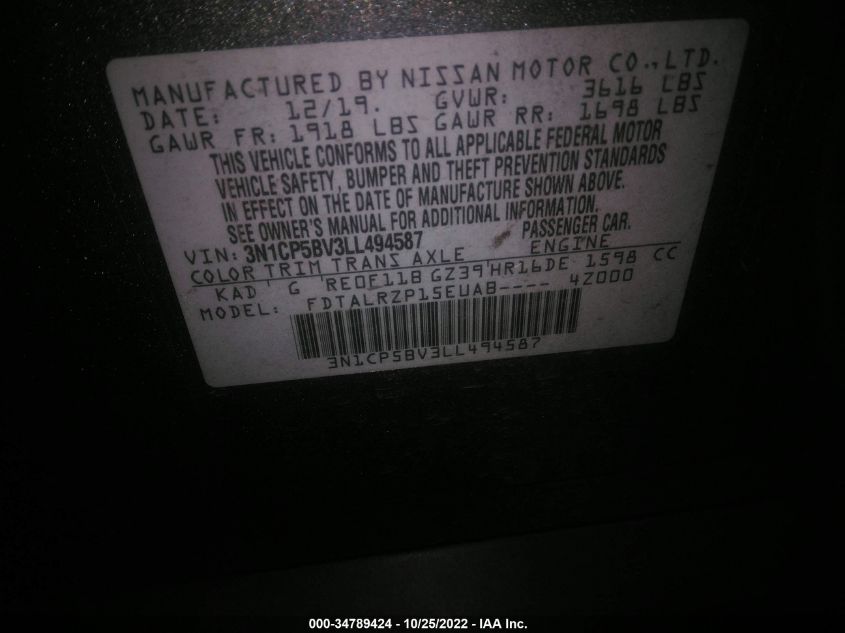 MANUFACTURED BY NISSAN MOTOR CO.,LTD.
DATE: 12/19. GVWR: 3616 LBS
GAWR FR: 1918 LBS GAWR RR: 1698 LBS
THIS VEHICLE CONFORMS TO ALL APPLICABLE FEDERAL MOTOR
VEHICLE SAFETY, BUMPER AND THEFT PREVENTION STANDARDS
IN EFFECT ON THE DATE OF MANUFACTURE SHOWN ABOVE.
SEE OWNER'S MANUAL FOR ADDITIONAL INFORMATION.
VIN: 3N1CP5BV3LL494587 PASSENGER CAR.
COLOR TRIM TRANS AXLE ENGINE
KAD G RE0F11B GZ39 HR16DE 1598 CC
MODEL: FDTALRZP15EUAB---- 4Z000
3N1CP5BV3LL494587
000-34789424 - 10/25/2022 - IAA Inc.